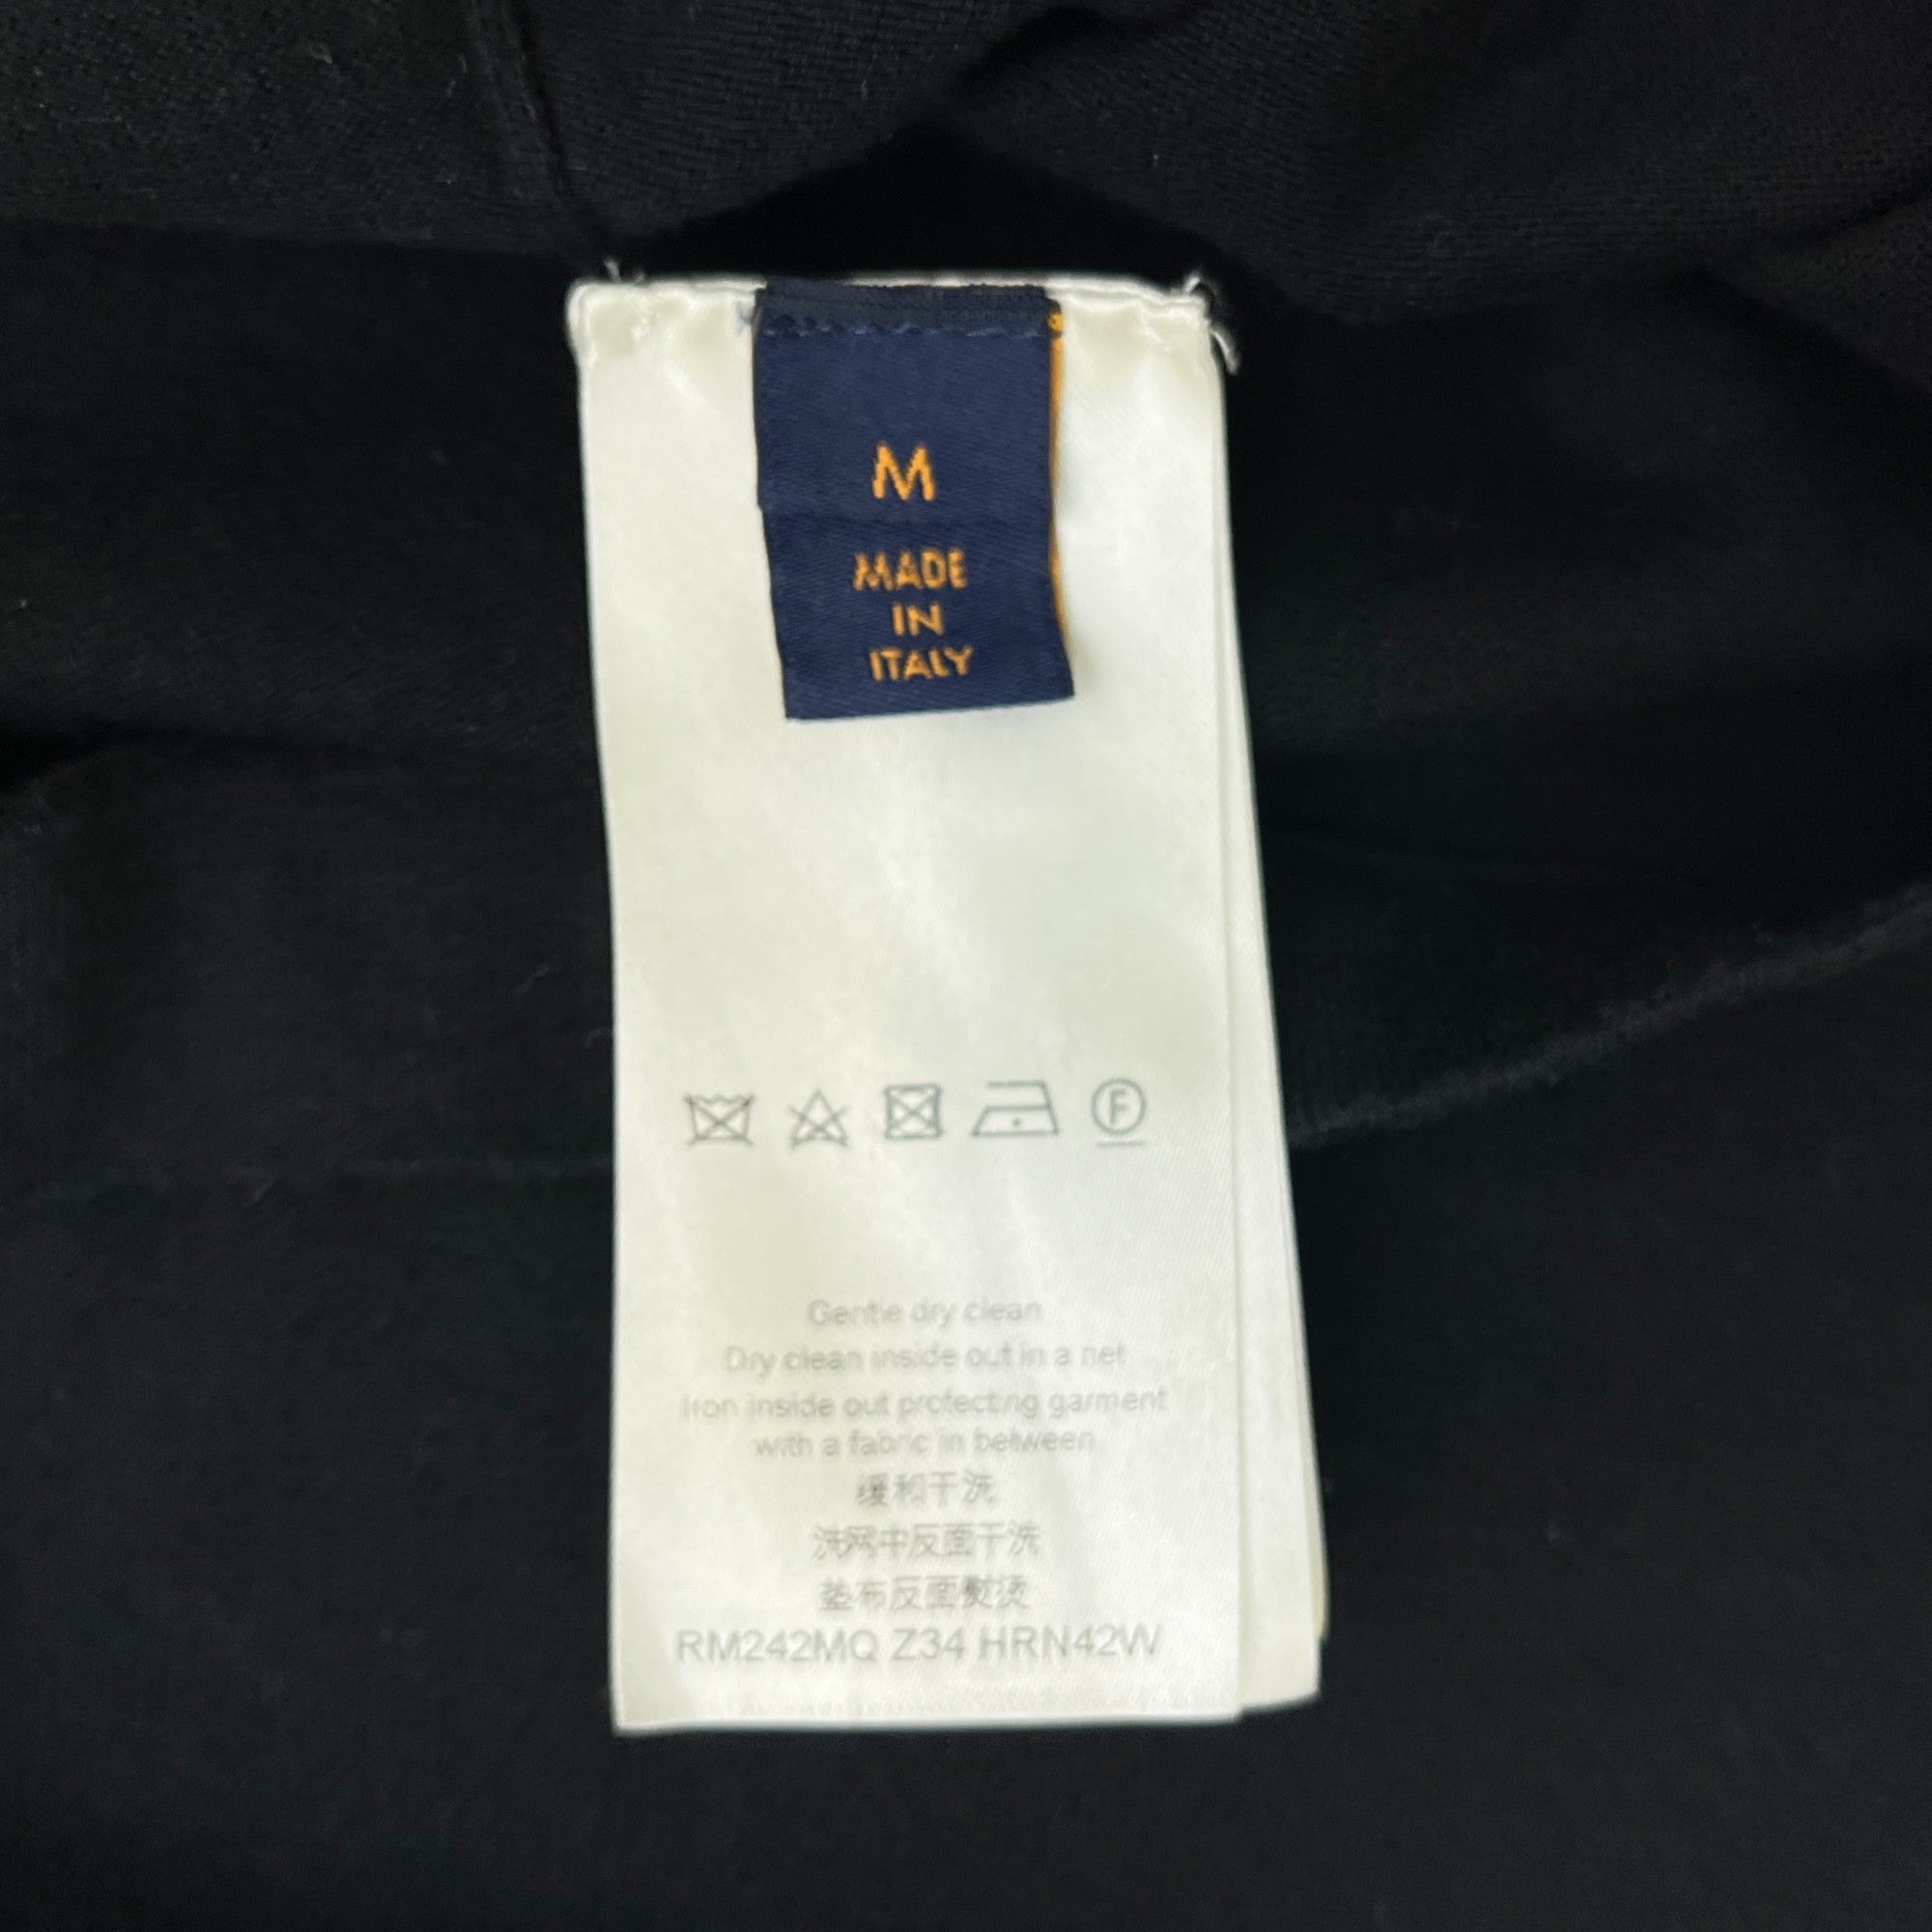 M
MADE
IN
ITALY
F
Gentle dry clean
Dry clean inside out in a net
Iron inside out protecting garment
with a fabric in between
缓和干洗
洗网中反面干洗
垫布反面熨烫
RM242MQ Z34 HRN42W